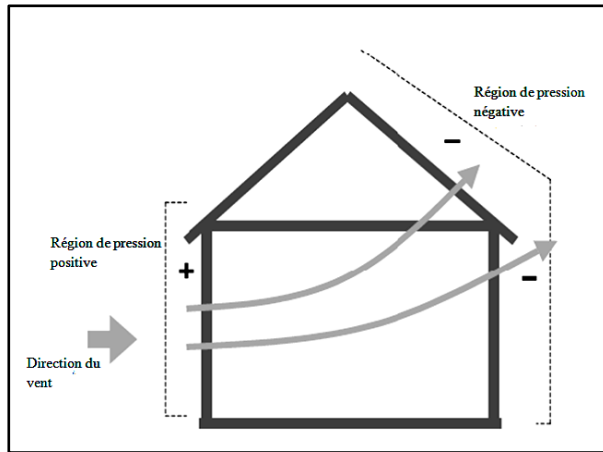 Région de pression
négative
−
Région de pression
positive
+
−
Direction du
vent